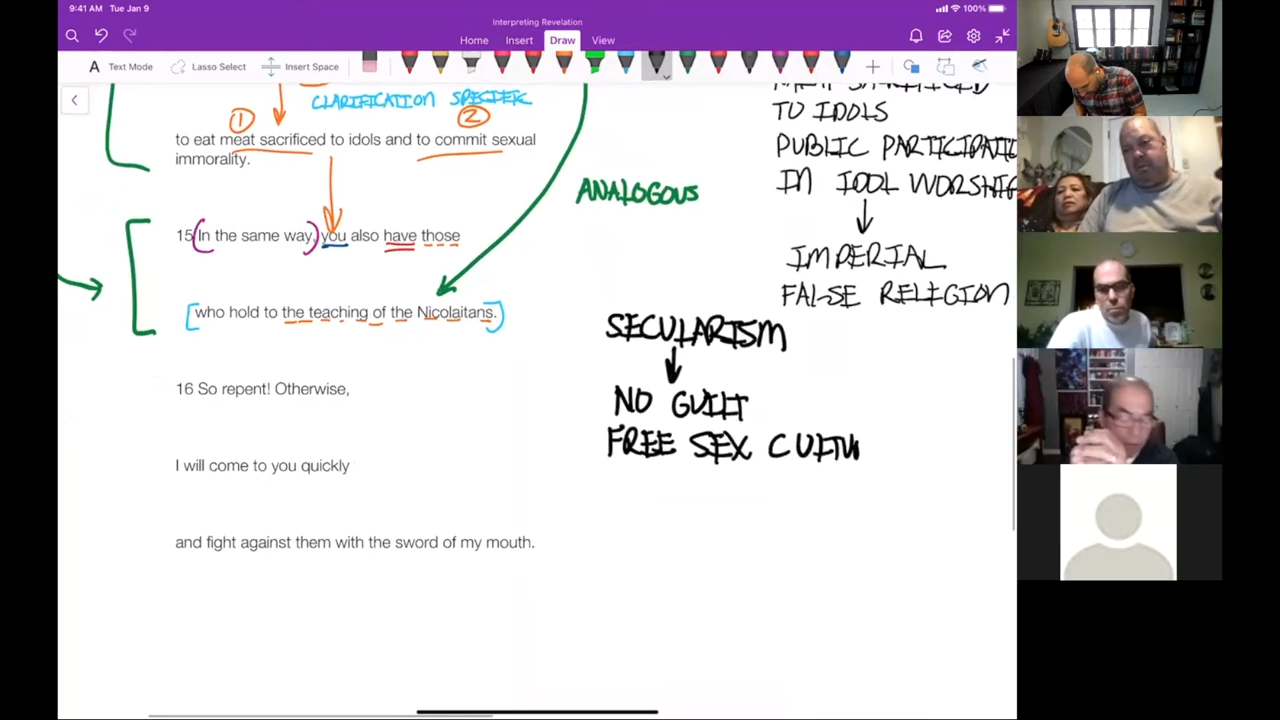 9:41 AM Tue Jan 9
100%
Interpreting Revelation
Home Insert Draw View
A Text Mode Lasso Select Insert Space
CLARIFICATION
① ②
to eat meat sacrificed to idols and to commit sexual
immorality.
15 (In the same way,) you also have those
[who hold to the teaching of the Nicolaitans.]
16 So repent! Otherwise,
I will come to you quickly
and fight against them with the sword of my mouth.
ANALOGOUS
TO IDOLS
PUBLIC
IN IDOL WORSHIP
IMPERIAL
FALSE RELIGION
SECULARISM
NO GUILT
FREE SEX